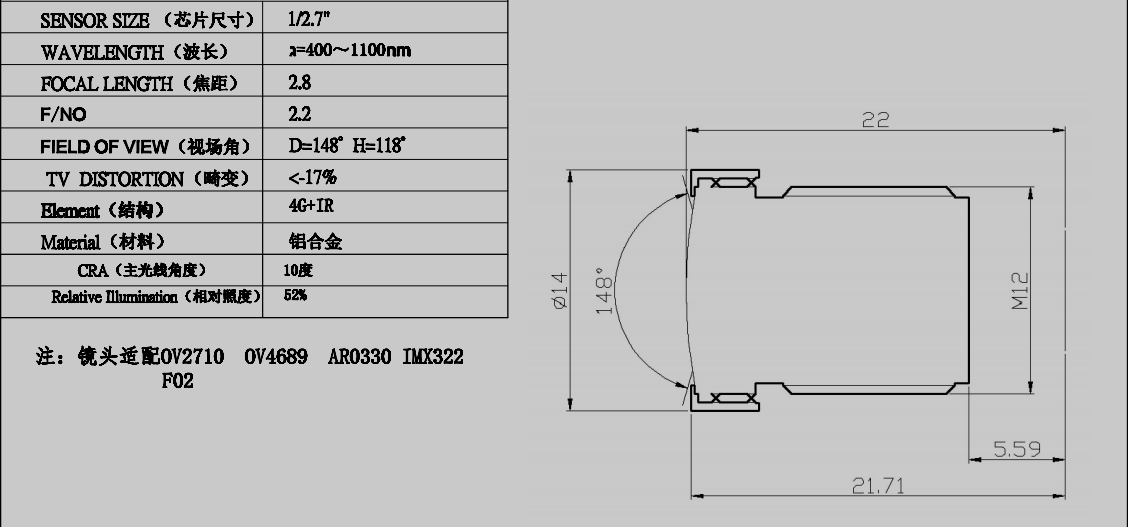 SENSOR SIZE （芯片尺寸） 1/2.7"
WAVELENGTH（波长） λ=400～1100nm
FOCAL LENGTH（焦距） 2.8
F/NO 2.2
FIELD OF VIEW（视场角） D=148° H=118°
TV DISTORTION（畸变） <-17%
Element（结构） 4G+IR
Material（材料） 铝合金
CRA（主光线角度） 10度
Relative Illumination（相对照度） 52%
注：镜头适配OV2710 OV4689 AR0330 IMX322
F02
22
Ø14
148°
M12
5.59
21.71